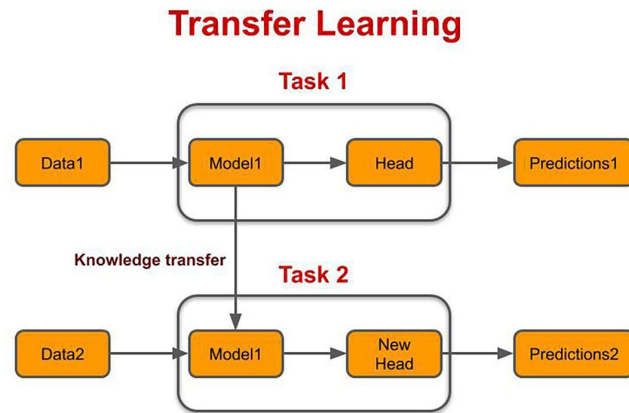 Transfer Learning
Task 1
Data1
Model1
Head
Predictions1
Knowledge transfer
Task 2
Data2
Model1
New
Head
Predictions2